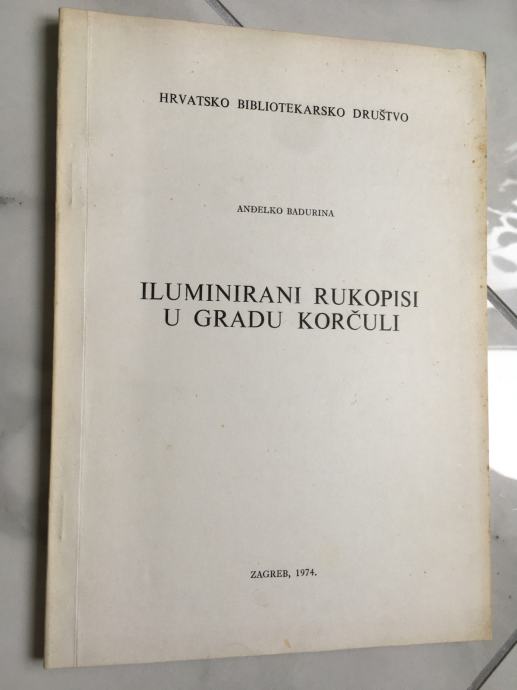 HRVATSKO BIBLIOTEKARSKO DRUŠTVO
ANĐELKO BADURINA
ILUMINIRANI RUKOPISI
U GRADU KORČULI
ZAGREB, 1974.